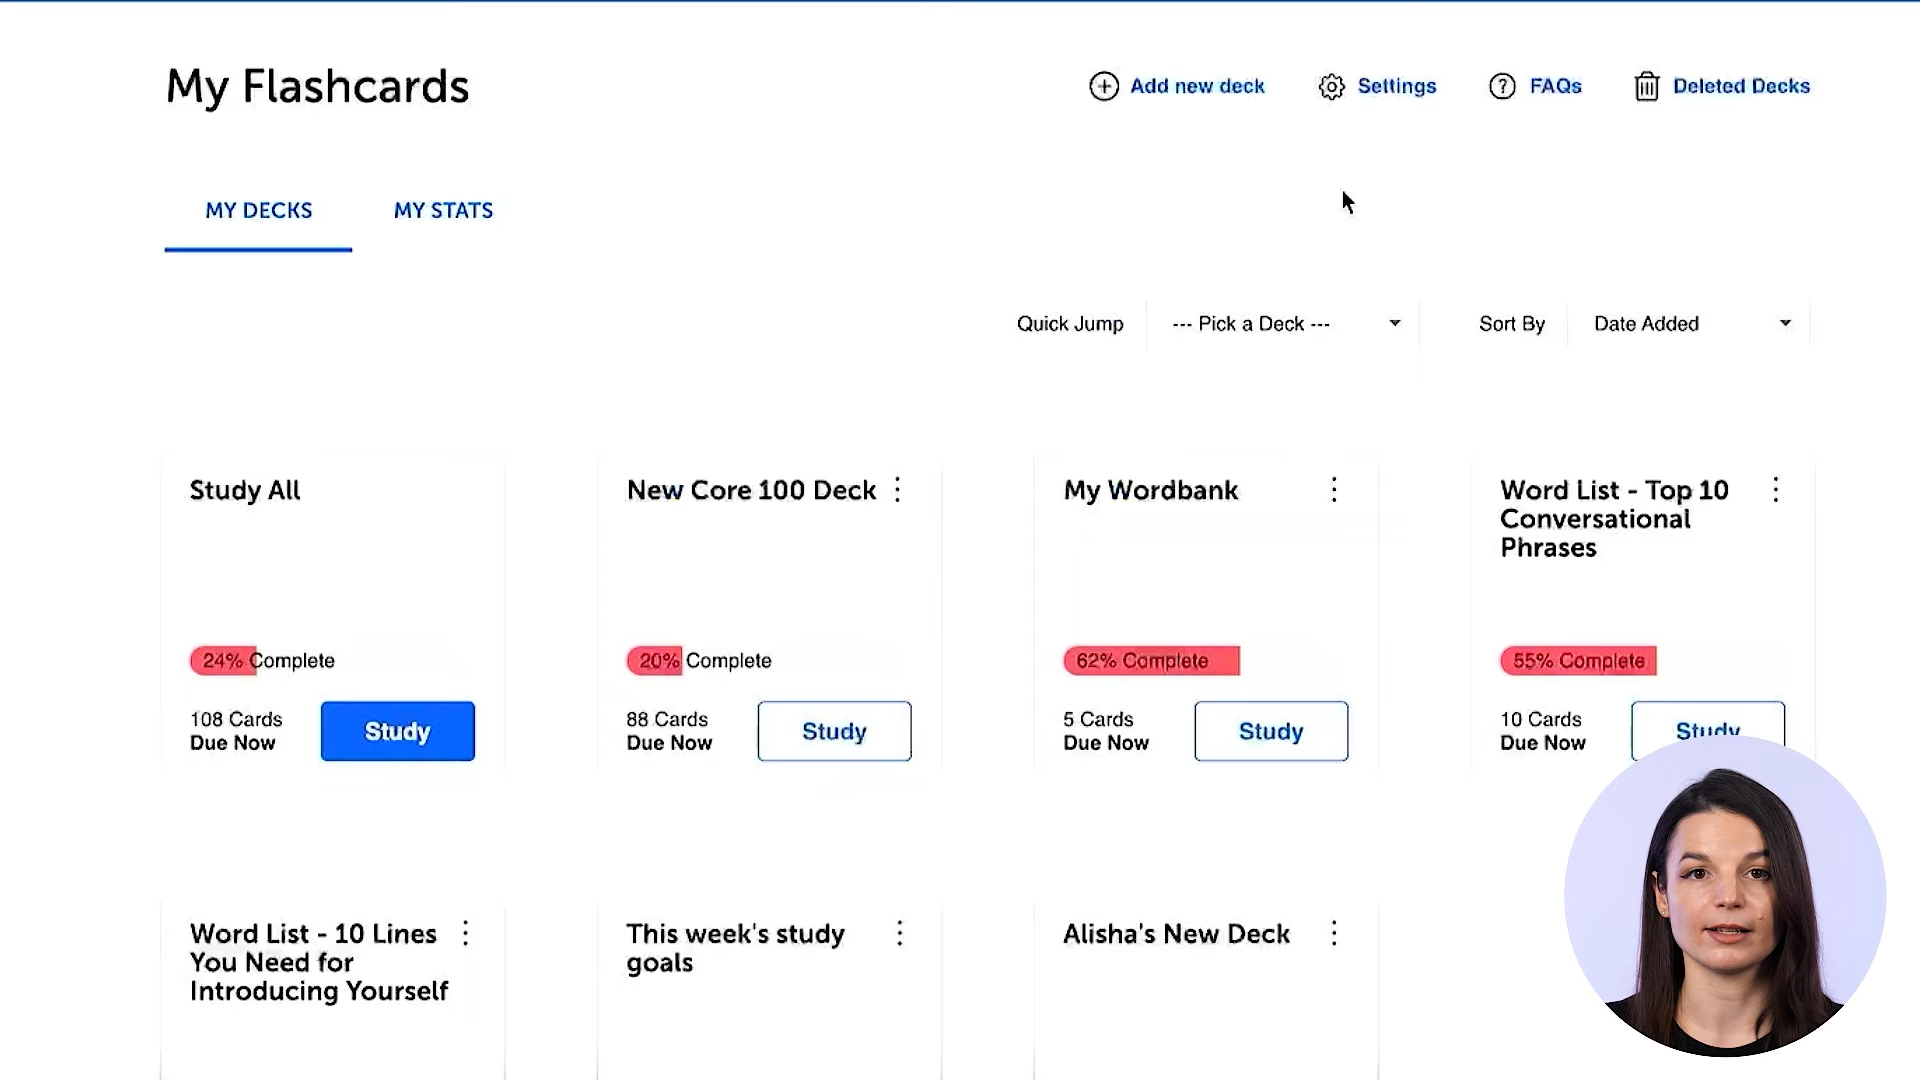 My Flashcards
Add new deck
Settings
FAQs
Deleted Decks
MY DECKS
MY STATS
Quick Jump
--- Pick a Deck ---
Sort By
Date Added
Study All
24% Complete
108 Cards
Due Now
Study
New Core 100 Deck
20% Complete
88 Cards
Due Now
Study
My Wordbank
62% Complete
5 Cards
Due Now
Study
Word List - Top 10
Conversational
Phrases
55% Complete
10 Cards
Due Now
Study
Word List - 10 Lines
You Need for
Introducing Yourself
This week's study
goals
Alisha's New Deck